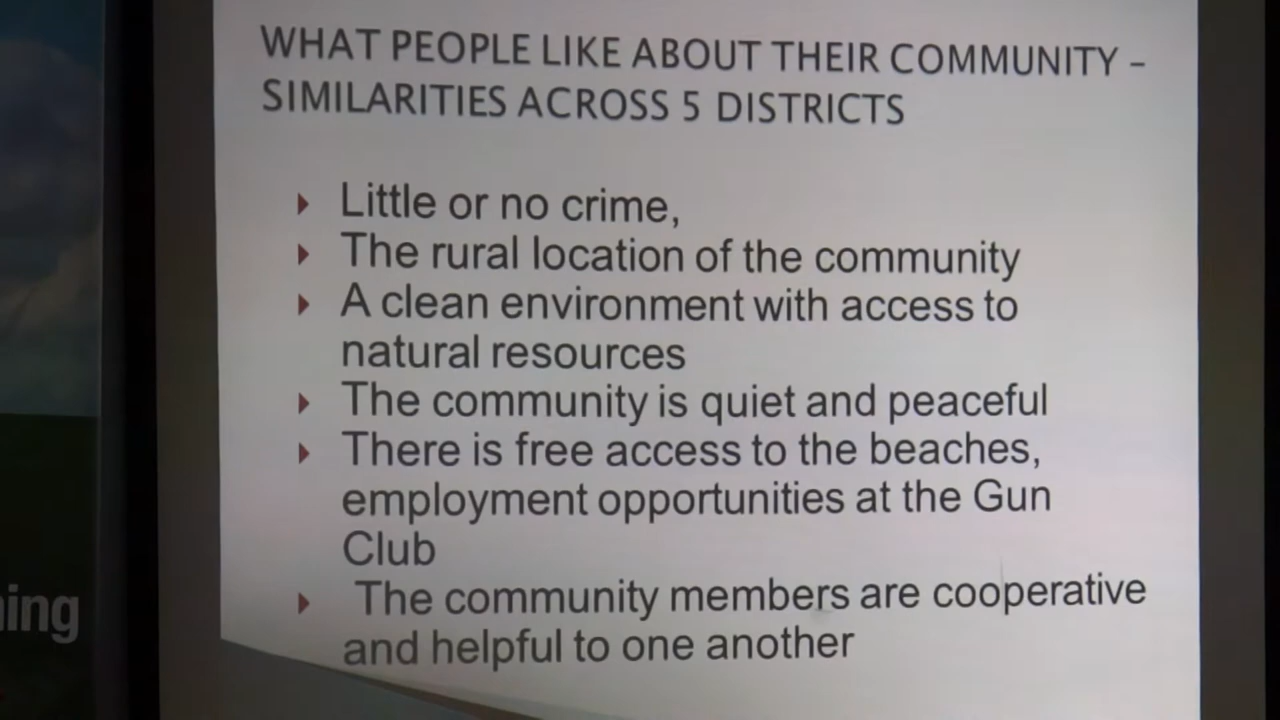 WHAT PEOPLE LIKE ABOUT THEIR COMMUNITY –
SIMILARITIES ACROSS 5 DISTRICTS
Little or no crime,
The rural location of the community
A clean environment with access to
natural resources
The community is quiet and peaceful
There is free access to the beaches,
employment opportunities at the Gun
Club
The community members are cooperative
and helpful to one another